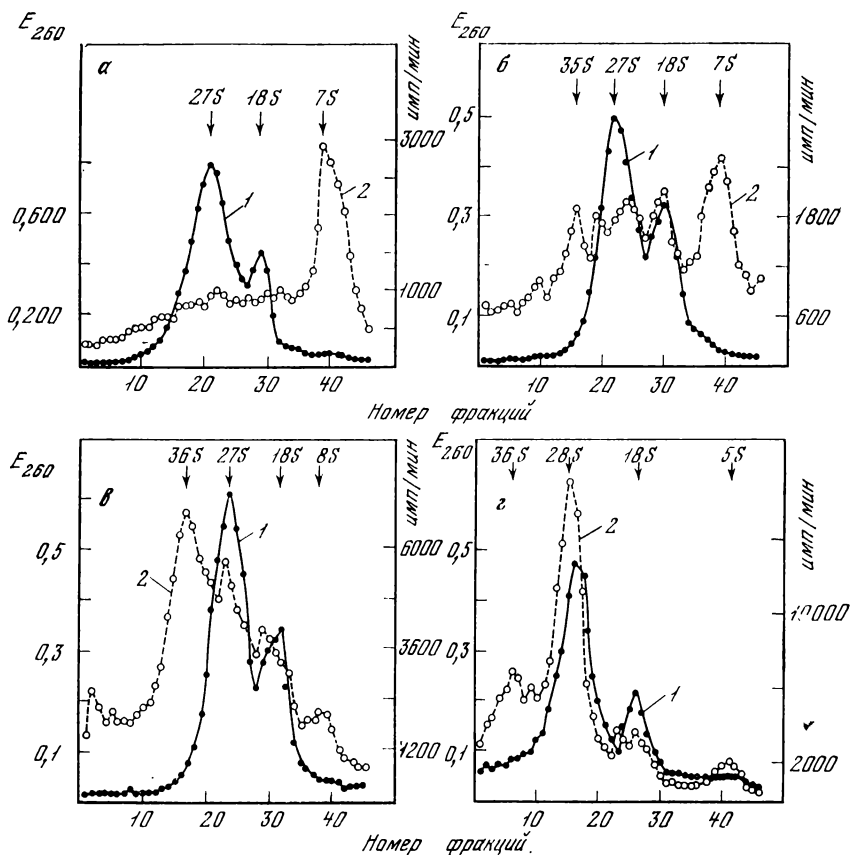 E260
а
27S 18S 7S
имп/мин
3000
1
2
0,600
1000
0,200
10 20 30 40
E260
б
35S 27S 18S 7S
имп/мин
0,5
1
2
0,3
1800
0,1
600
10 20 30 40
Номер фракций
E260
в
36S 27S 18S 8S
имп/мин
1
0,5
6000
2
0,3
3600
0,1
1200
10 20 30 40
E260
г
36S 28S 18S 5S
имп/мин
2
0,5
0,3
1
0,1
2000
10 20 30 40
Номер фракций.